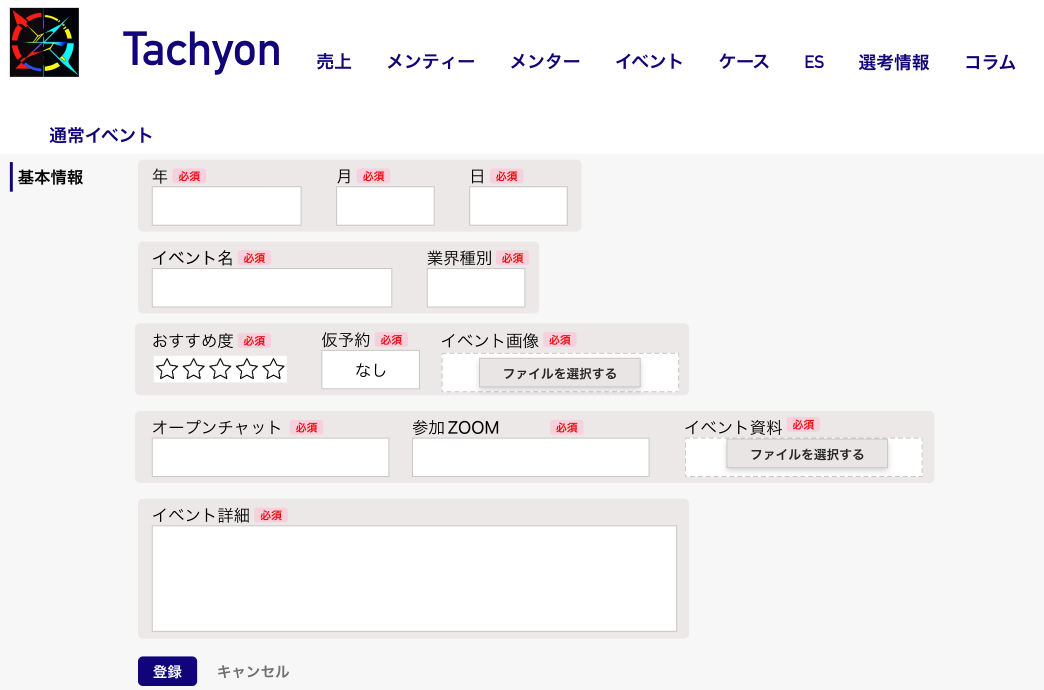 Tachyon 売上 メンティー メンター イベント ケース ES 選考情報 コラム
通常イベント
基本情報
年 必須 月 必須 日 必須
イベント名 必須 業界種別 必須
おすすめ度 必須 仮予約 必須 イベント画像 必須
なし ファイルを選択する
オープンチャット 必須 参加ZOOM 必須 イベント資料 必須
ファイルを選択する
イベント詳細 必須
登録 キャンセル